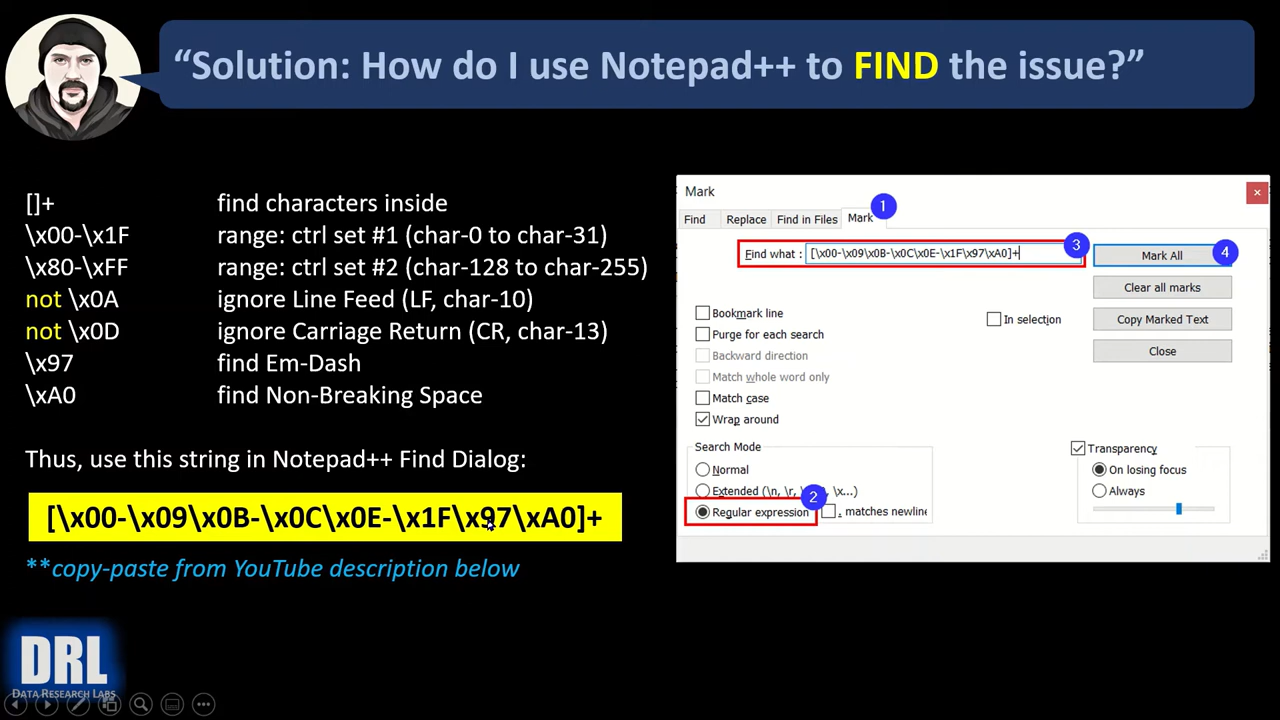 “Solution: How do I use Notepad++ to FIND the issue?”
[]+ find characters inside
\x00-\x1F range: ctrl set #1 (char-0 to char-31)
\x80-\xFF range: ctrl set #2 (char-128 to char-255)
not \x0A ignore Line Feed (LF, char-10)
not \x0D ignore Carriage Return (CR, char-13)
\x97 find Em-Dash
\xA0 find Non-Breaking Space
Thus, use this string in Notepad++ Find Dialog:
[\x00-\x09\x0B-\x0C\x0E-\x1F\x97\xA0]+
**copy-paste from YouTube description below
DRL
DATA RESEARCH LABS
Mark
Find Replace Find in Files Mark 1
Find what : [\x00-\x09\x0B-\x0C\x0E-\x1F\x97\xA0]+ 3
Mark All 4
Clear all marks
Copy Marked Text
Close
Bookmark line
Purge for each search
Backward direction
Match whole word only
Match case
Wrap around
In selection
Search Mode
Normal
Extended (\n, \r, \x...)
2
Regular expression . matches newline
Transparency
On losing focus
Always